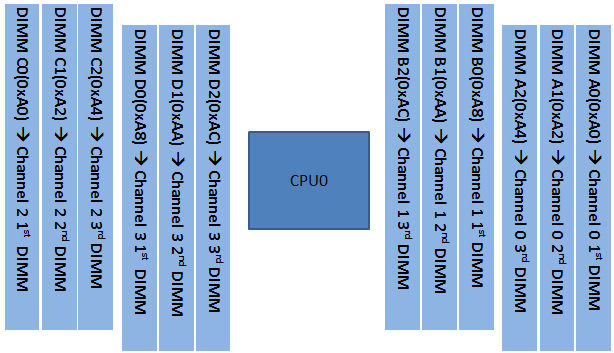 DIMM C0(0xA0) → Channel 2 1st DIMM
DIMM C1(0xA2) → Channel 2 2nd DIMM
DIMM C2(0xA4) → Channel 2 3rd DIMM
DIMM D0(0xA8) → Channel 3 1st DIMM
DIMM D1(0xAA) → Channel 3 2nd DIMM
DIMM D2(0xAC) → Channel 3 3rd DIMM
CPU0
DIMM B2(0xAC) → Channel 1 3rd DIMM
DIMM B1(0xAA) → Channel 1 2nd DIMM
DIMM B0(0xA8) → Channel 1 1st DIMM
DIMM A2(0xA4) → Channel 0 3rd DIMM
DIMM A1(0xA2) → Channel 0 2nd DIMM
DIMM A0(0xA0) → Channel 0 1st DIMM